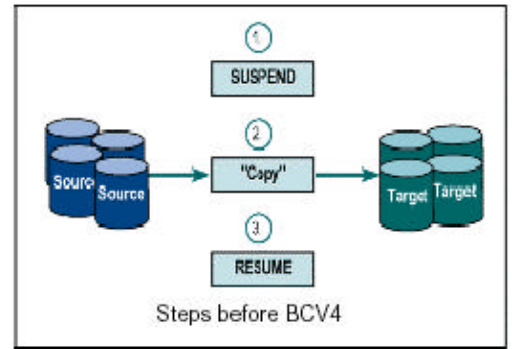 1.
SUSPEND
2
"Copy"
Source
Source
Target
Target
3.
RESUME
Steps before BCV4